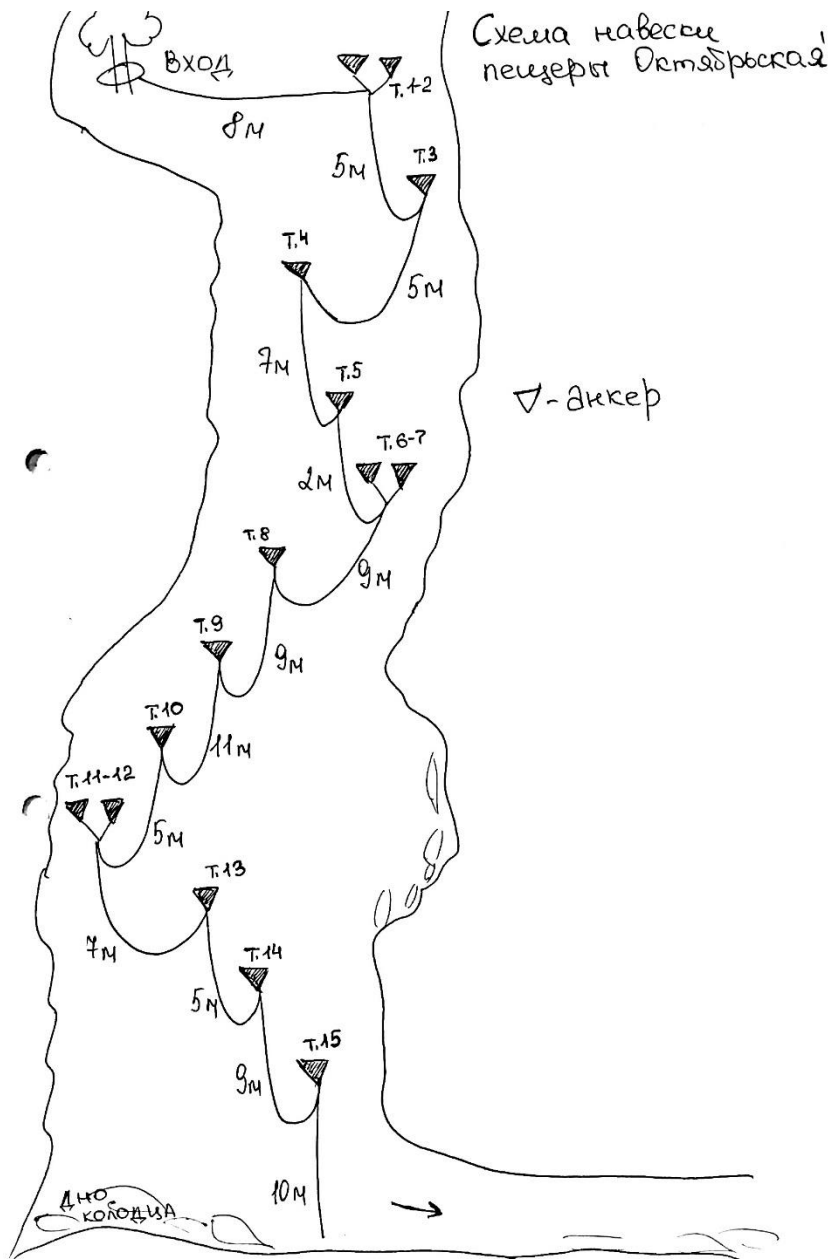 Схема навески
пещеры Октябрьская
Вход
Т.1+2
8м
5м
Т.3
Т.4
5м
7м
Т.5
∇-анкер
Т.6-7
2м
Т.8
9м
Т.9
9м
Т.10
11м
Т.11-12
5м
Т.13
7м
Т.14
5м
Т.15
9м
10м
Дно
колодца